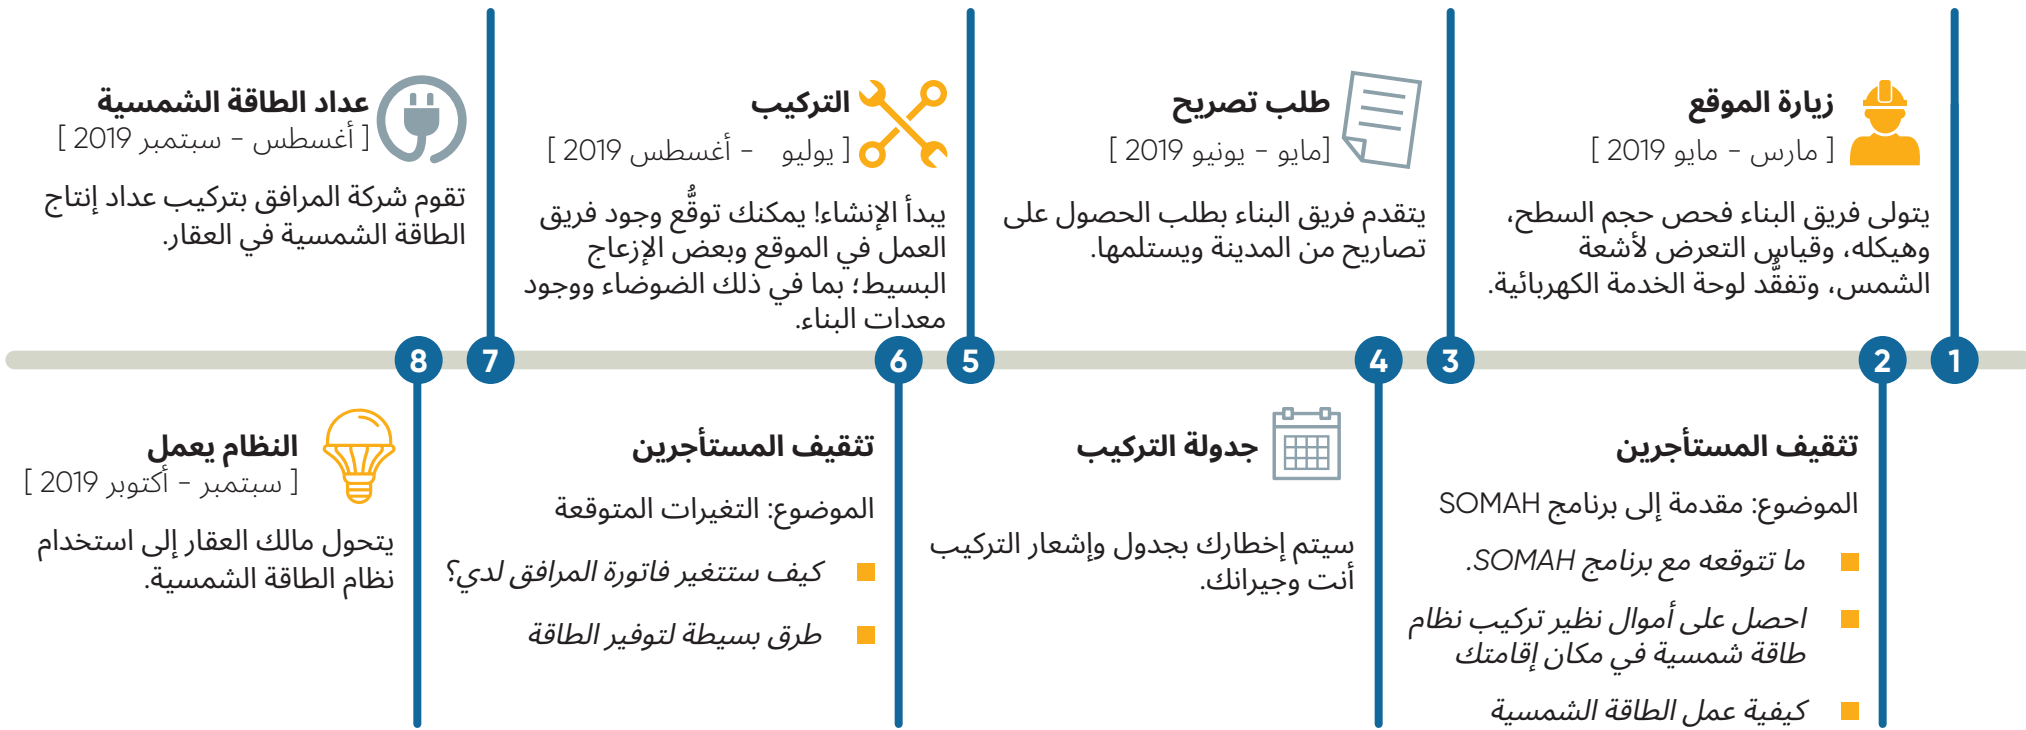 1
زيارة الموقع
[ مارس - مايو 2019 ]
يتولى فريق البناء فحص حجم السطح،
وهيكله، وقياس التعرض لأشعة
الشمس، وتفقُّد لوحة الخدمة الكهربائية.
2
تثقيف المستأجرين
الموضوع: مقدمة إلى برنامج SOMAH
ما تتوقعه مع برنامج SOMAH.
احصل على أموال نظير تركيب نظام
طاقة شمسية في مكان إقامتك
كيفية عمل الطاقة الشمسية
3
طلب تصريح
[مايو - يونيو 2019 ]
يتقدم فريق البناء بطلب الحصول على
تصاريح من المدينة ويستلمها.
4
جدولة التركيب
سيتم إخطارك بجدول وإشعار التركيب
أنت وجيرانك.
5
التركيب
[ يوليو - أغسطس 2019 ]
يبدأ الإنشاء! يمكنك توقُّع وجود فريق
العمل في الموقع وبعض الإزعاج
البسيط؛ بما في ذلك الضوضاء ووجود
معدات البناء.
6
تثقيف المستأجرين
الموضوع: التغيرات المتوقعة
كيف ستتغير فاتورة المرافق لدي؟
طرق بسيطة لتوفير الطاقة
7
عداد الطاقة الشمسية
[ أغسطس - سبتمبر 2019 ]
تقوم شركة المرافق بتركيب عداد إنتاج
الطاقة الشمسية في العقار.
8
النظام يعمل
[ سبتمبر - أكتوبر 2019 ]
يتحول مالك العقار إلى استخدام
نظام الطاقة الشمسية.